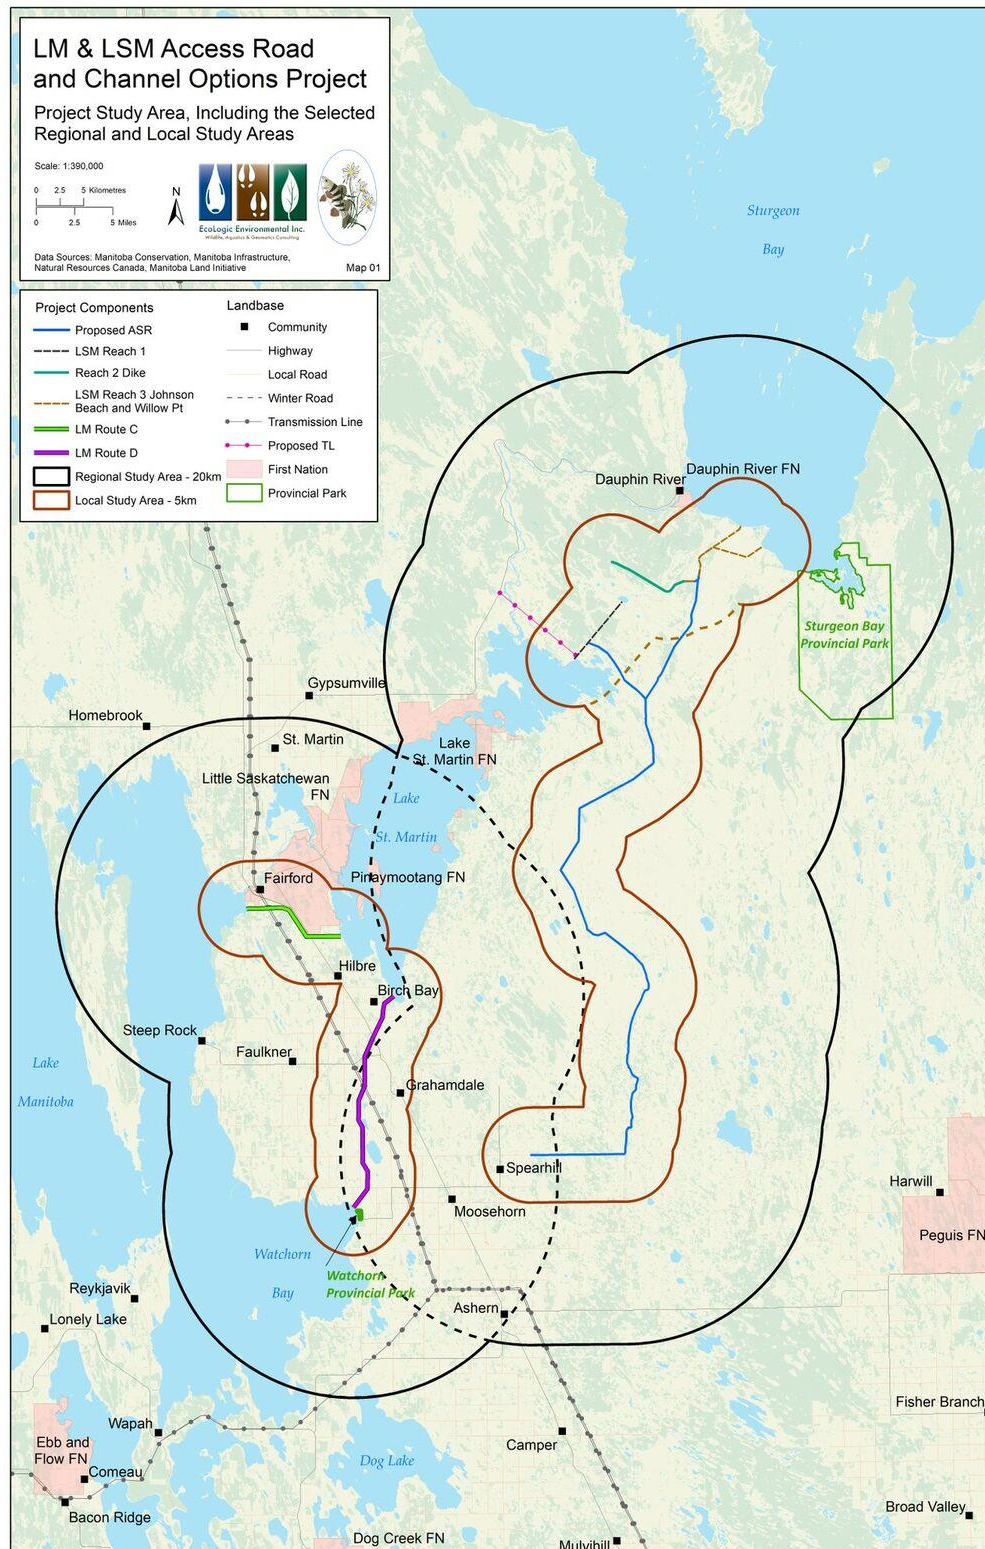 LM & LSM Access Road
and Channel Options Project
Project Study Area, Including the Selected
Regional and Local Study Areas
Scale: 1:390,000
0 2.5 5 Kilometres
0 2.5 5 Miles
N
EcoLogic Environmental Inc.
Wildlife, Aquatics & Geomatics Consulting
Data Sources: Manitoba Conservation, Manitoba Infrastructure,
Natural Resources Canada, Manitoba Land Initiative
Map 01
Project Components
Proposed ASR
LSM Reach 1
Reach 2 Dike
LSM Reach 3 Johnson
Beach and Willow Pt
LM Route C
LM Route D
Regional Study Area - 20km
Local Study Area - 5km
Landbase
Community
Highway
Local Road
Winter Road
Transmission Line
Proposed TL
First Nation
Provincial Park
Sturgeon
Bay
Dauphin River FN
Dauphin River
Sturgeon Bay
Provincial Park
Gypsumville
Homebrook
St. Martin
Lake
St. Martin FN
Little Saskatchewan
FN
Lake
St. Martin
Fairford
Pinaymootang FN
Hilbre
Birch Bay
Steep Rock
Faulkner
Lake
Manitoba
Grahamdale
Spearhill
Harwill
Moosehorn
Peguis FN
Watchorn
Bay
Watchorn
Provincial Park
Reykjavik
Ashern
Lonely Lake
Fisher Branch
Wapah
Camper
Ebb and
Flow FN
Dog Lake
Comeau
Bacon Ridge
Broad Valley
Dog Creek FN
Mulvihill